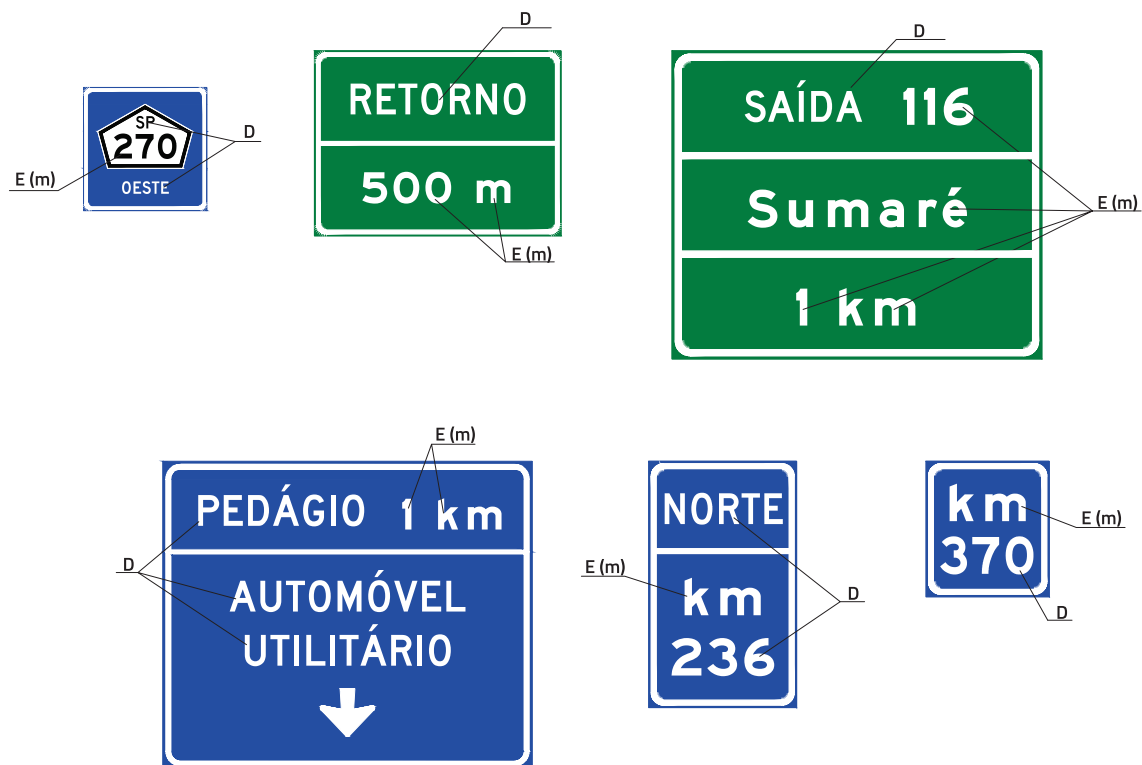 D
SP
270
OESTE
D
E (m)
D
RETORNO
500 m
E (m)
D
SAÍDA 116
Sumaré
1 km
E (m)
E (m)
PEDÁGIO 1 km
D
AUTOMÓVEL
UTILITÁRIO
NORTE
E (m)
km
236
D
km
370
E (m)
D